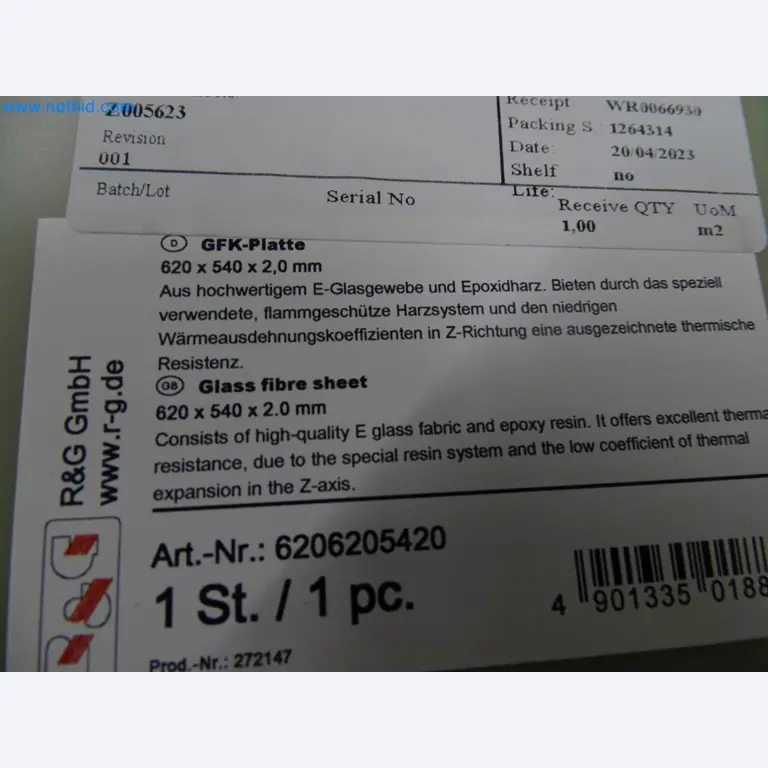 www.netbid.com
Z005623
Revision
001
Batch/Lot
Serial No
Receipt WR0066930
Packing S. 1264314
Date: 20/04/2023
Shelf no
Life:
Receive QTY UoM
1,00 m2
D GFK-Platte
620 x 540 x 2,0 mm
Aus hochwertigem E-Glasgewebe und Epoxidharz. Bieten durch das speziell
verwendete, flammgeschütze Harzsystem und den niedrigen
Wärmeausdehnungskoeffizienten in Z-Richtung eine ausgezeichnete thermische
Resistenz.
GB Glass fibre sheet
620 x 540 x 2.0 mm
Consists of high-quality E glass fabric and epoxy resin. It offers excellent therma
resistance, due to the special resin system and the low coefficient of thermal
expansion in the Z-axis.
R&G GmbH
www.r-g.de
R&G
Art.-Nr.: 6206205420
1 St. / 1 pc.
Prod.-Nr.: 272147
4 901335 0188